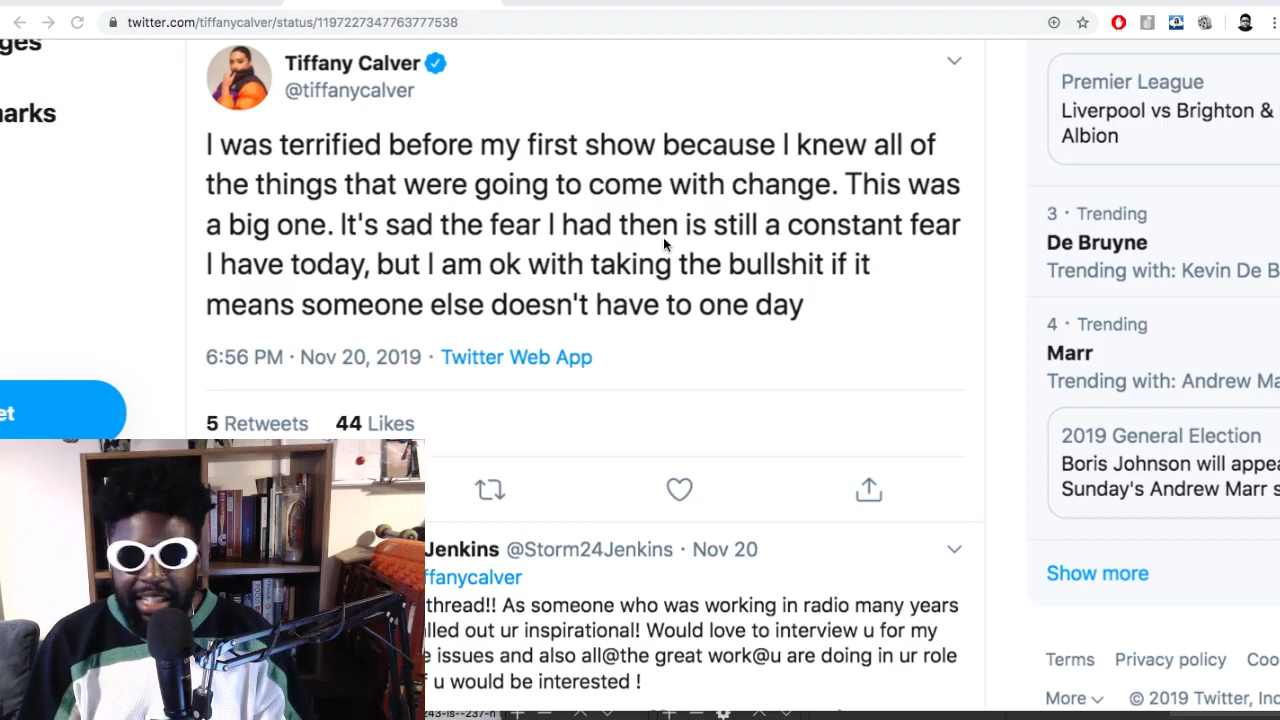 twitter.com/tiffanycalver/status/1197227347763777538
ges
arks
et
Tiffany Calver
@tiffanycalver
I was terrified before my first show because I knew all of
the things that were going to come with change. This was
a big one. It's sad the fear I had then is still a constant fear
I have today, but I am ok with taking the bullshit if it
means someone else doesn't have to one day
6:56 PM · Nov 20, 2019 · Twitter Web App
5 Retweets 44 Likes
Jenkins @Storm24Jenkins · Nov 20
ffanycalver
thread!! As someone who was working in radio many years
lled out ur inspirational! Would love to interview u for my
e issues and also all@the great work@u are doing in ur role
f u would be interested !
Premier League
Liverpool vs Brighton &
Albion
3 · Trending
De Bruyne
Trending with: Kevin De B
4 · Trending
Marr
Trending with: Andrew Ma
2019 General Election
Boris Johnson will appea
Sunday's Andrew Marr s
Show more
Terms Privacy policy Coo
More © 2019 Twitter, Inc